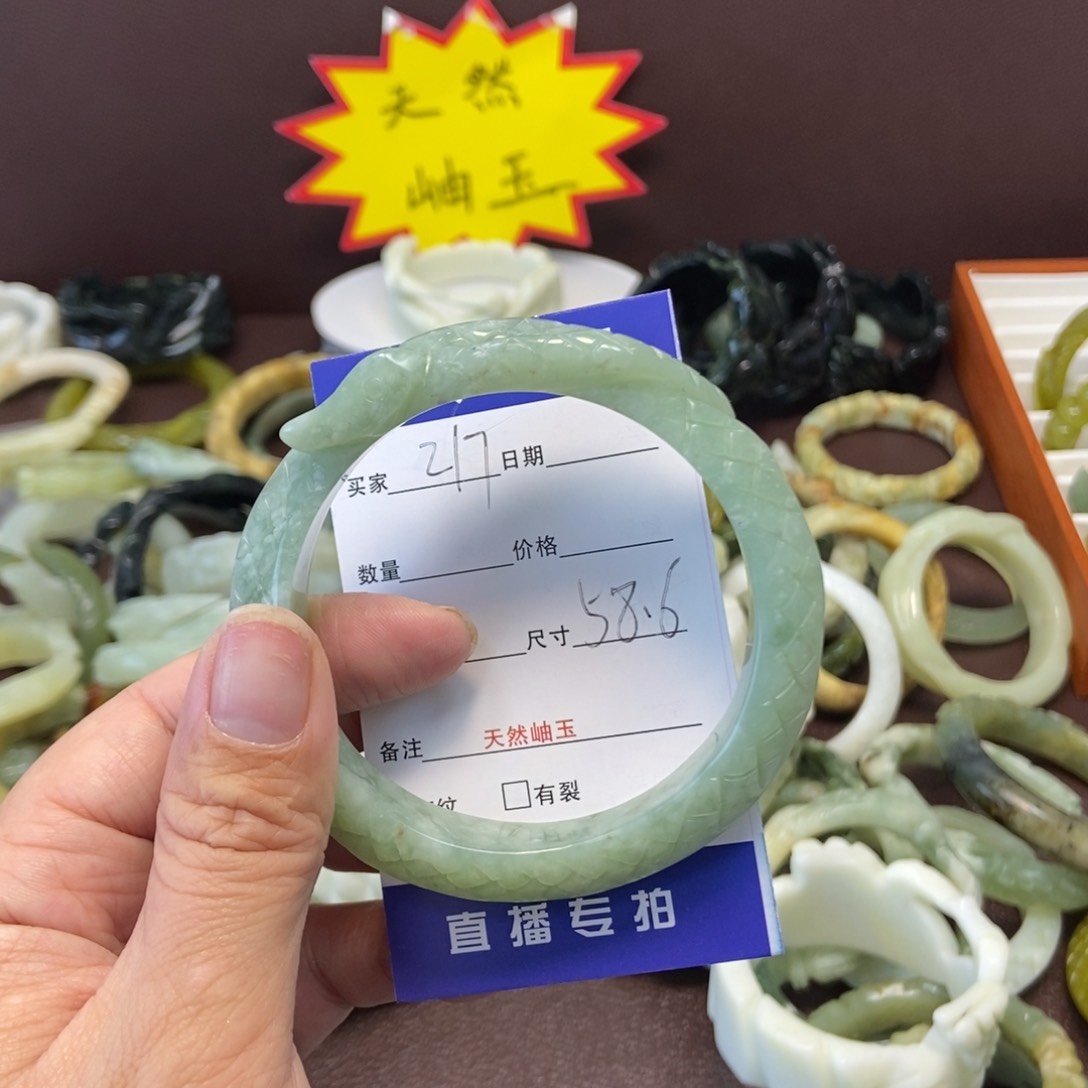 天然
岫玉
买家 217 日期
数量 价格
尺寸 58.6
备注 天然岫玉
纹 □有裂
直播专拍